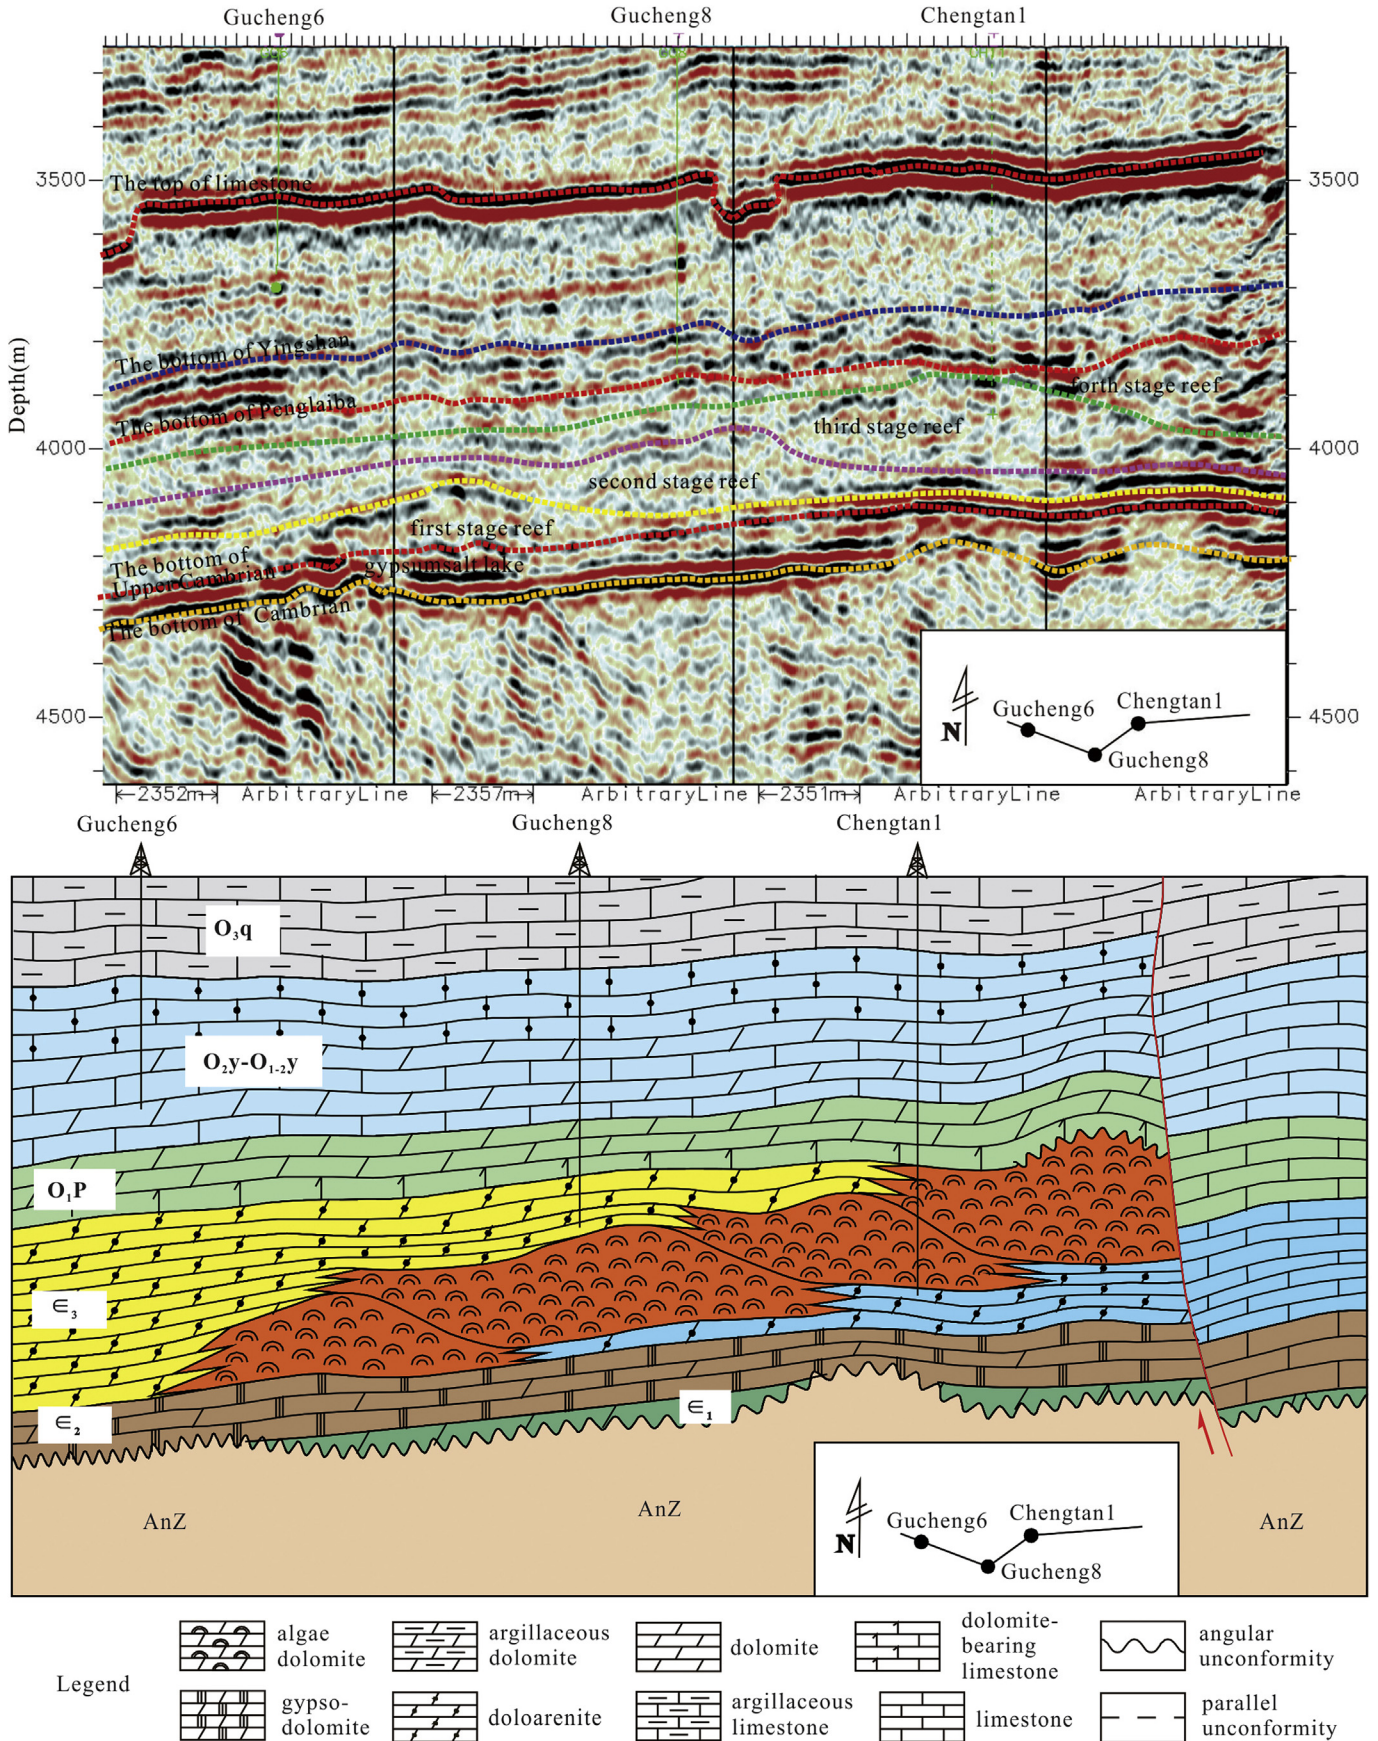 Gucheng6 Gucheng8 Chengtan1
3500 The top of limestone 3500
The bottom of Yingshan
forth stage reef
The bottom of Penglaiba
third stage reef
Depth(m)
4000 4000
second stage reef
first stage reef
The bottom of
Upper Cambrian
gypsumsalt lake
The bottom of Cambrian
4500 4500
N Gucheng6 Chengtan1
Gucheng8
2352m ArbitraryLine 2357m ArbitraryLine 2351m ArbitraryLine ArbitraryLine
Gucheng6 Gucheng8 Chengtan1
O₃q
O₂y-O₁₋₂y
O₁P
∈₃
∈₂
∈₁
AnZ AnZ AnZ
N Gucheng6 Chengtan1
Gucheng8
Legend
algae
dolomite
argillaceous
dolomite
dolomite
dolomite-
bearing
limestone
angular
unconformity
gypso-
dolomite
doloarenite
argillaceous
limestone
limestone
parallel
unconformity